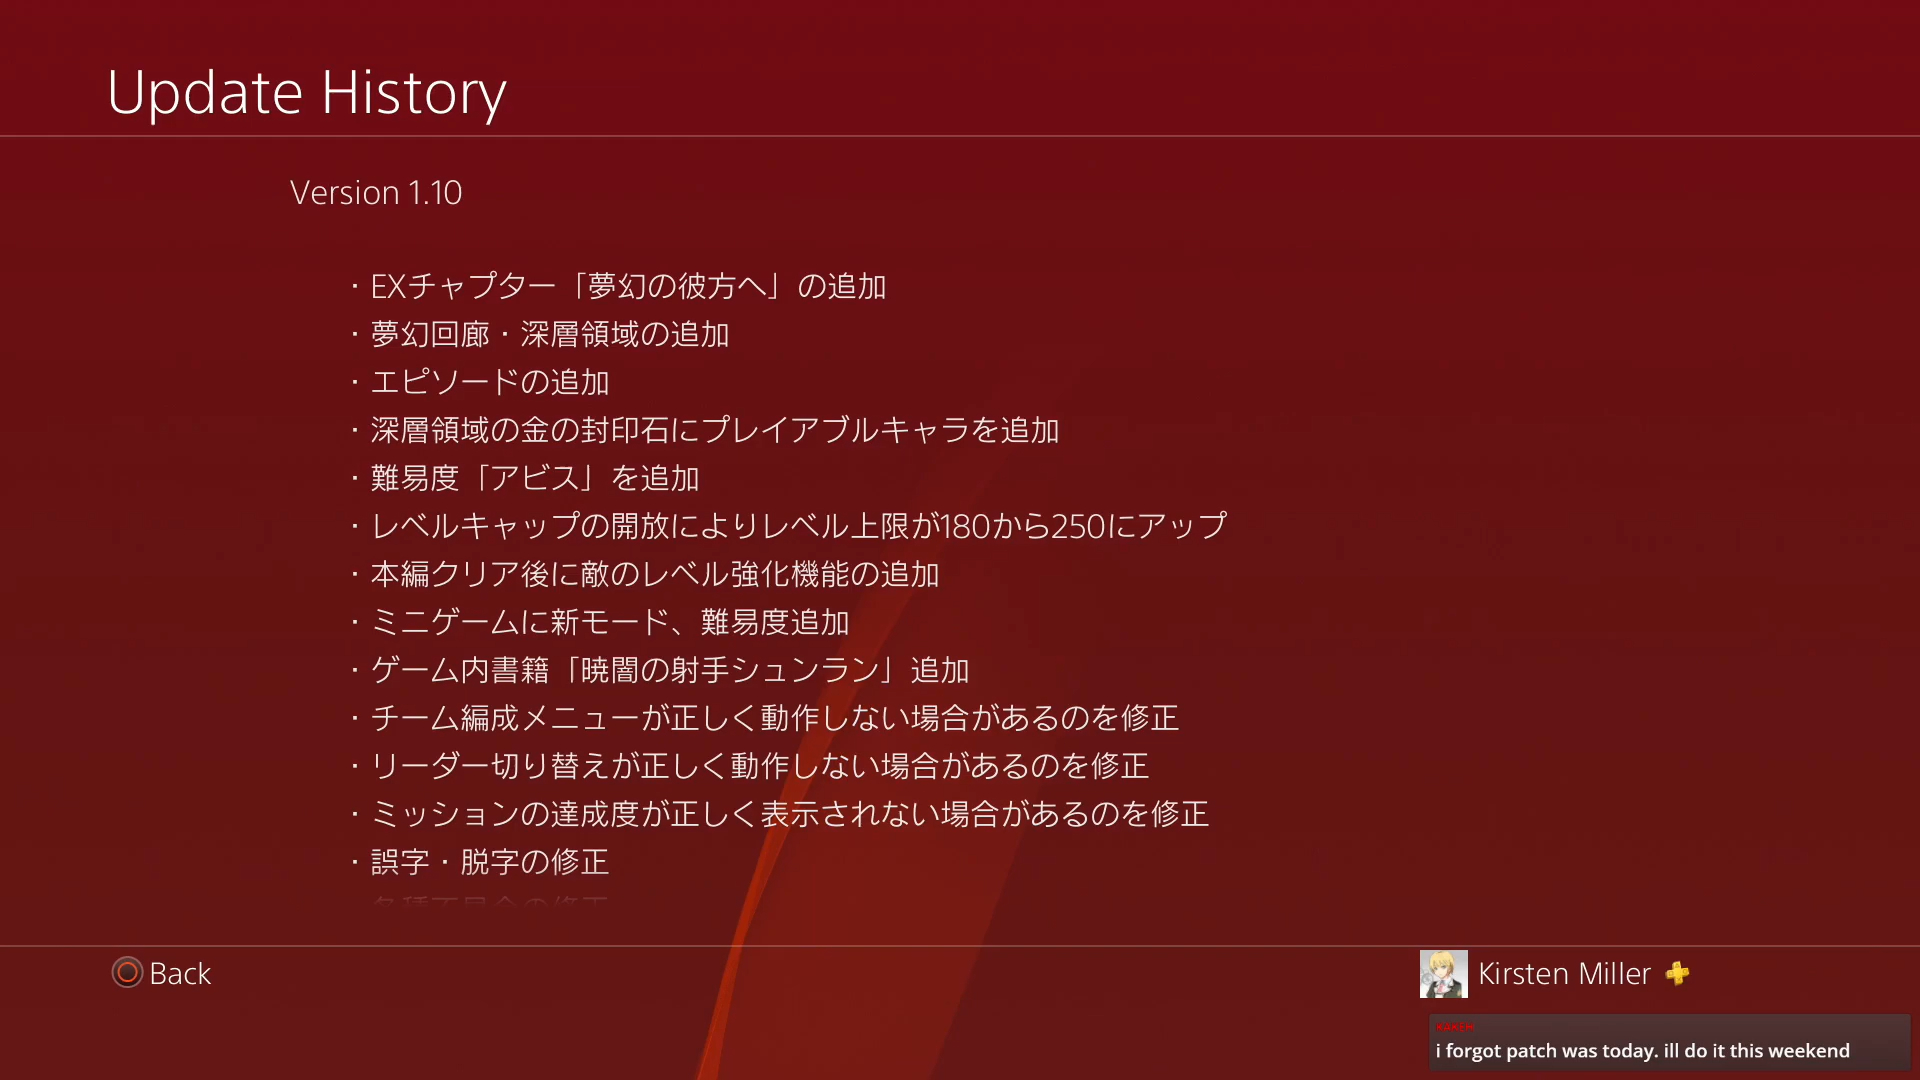 Update History
Version 1.10
・EXチャプター「夢幻の彼方へ」の追加
・夢幻回廊・深層領域の追加
・エピソードの追加
・深層領域の金の封印石にプレイアブルキャラを追加
・難易度「アビス」を追加
・レベルキャップの開放によりレベル上限が180から250にアップ
・本編クリア後に敵のレベル強化機能の追加
・ミニゲームに新モード、難易度追加
・ゲーム内書籍「暁闇の射手シュンラン」追加
・チーム編成メニューが正しく動作しない場合があるのを修正
・リーダー切り替えが正しく動作しない場合があるのを修正
・ミッションの達成度が正しく表示されない場合があるのを修正
・誤字・脱字の修正
Back
Kirsten Miller
i forgot patch was today. ill do it this weekend